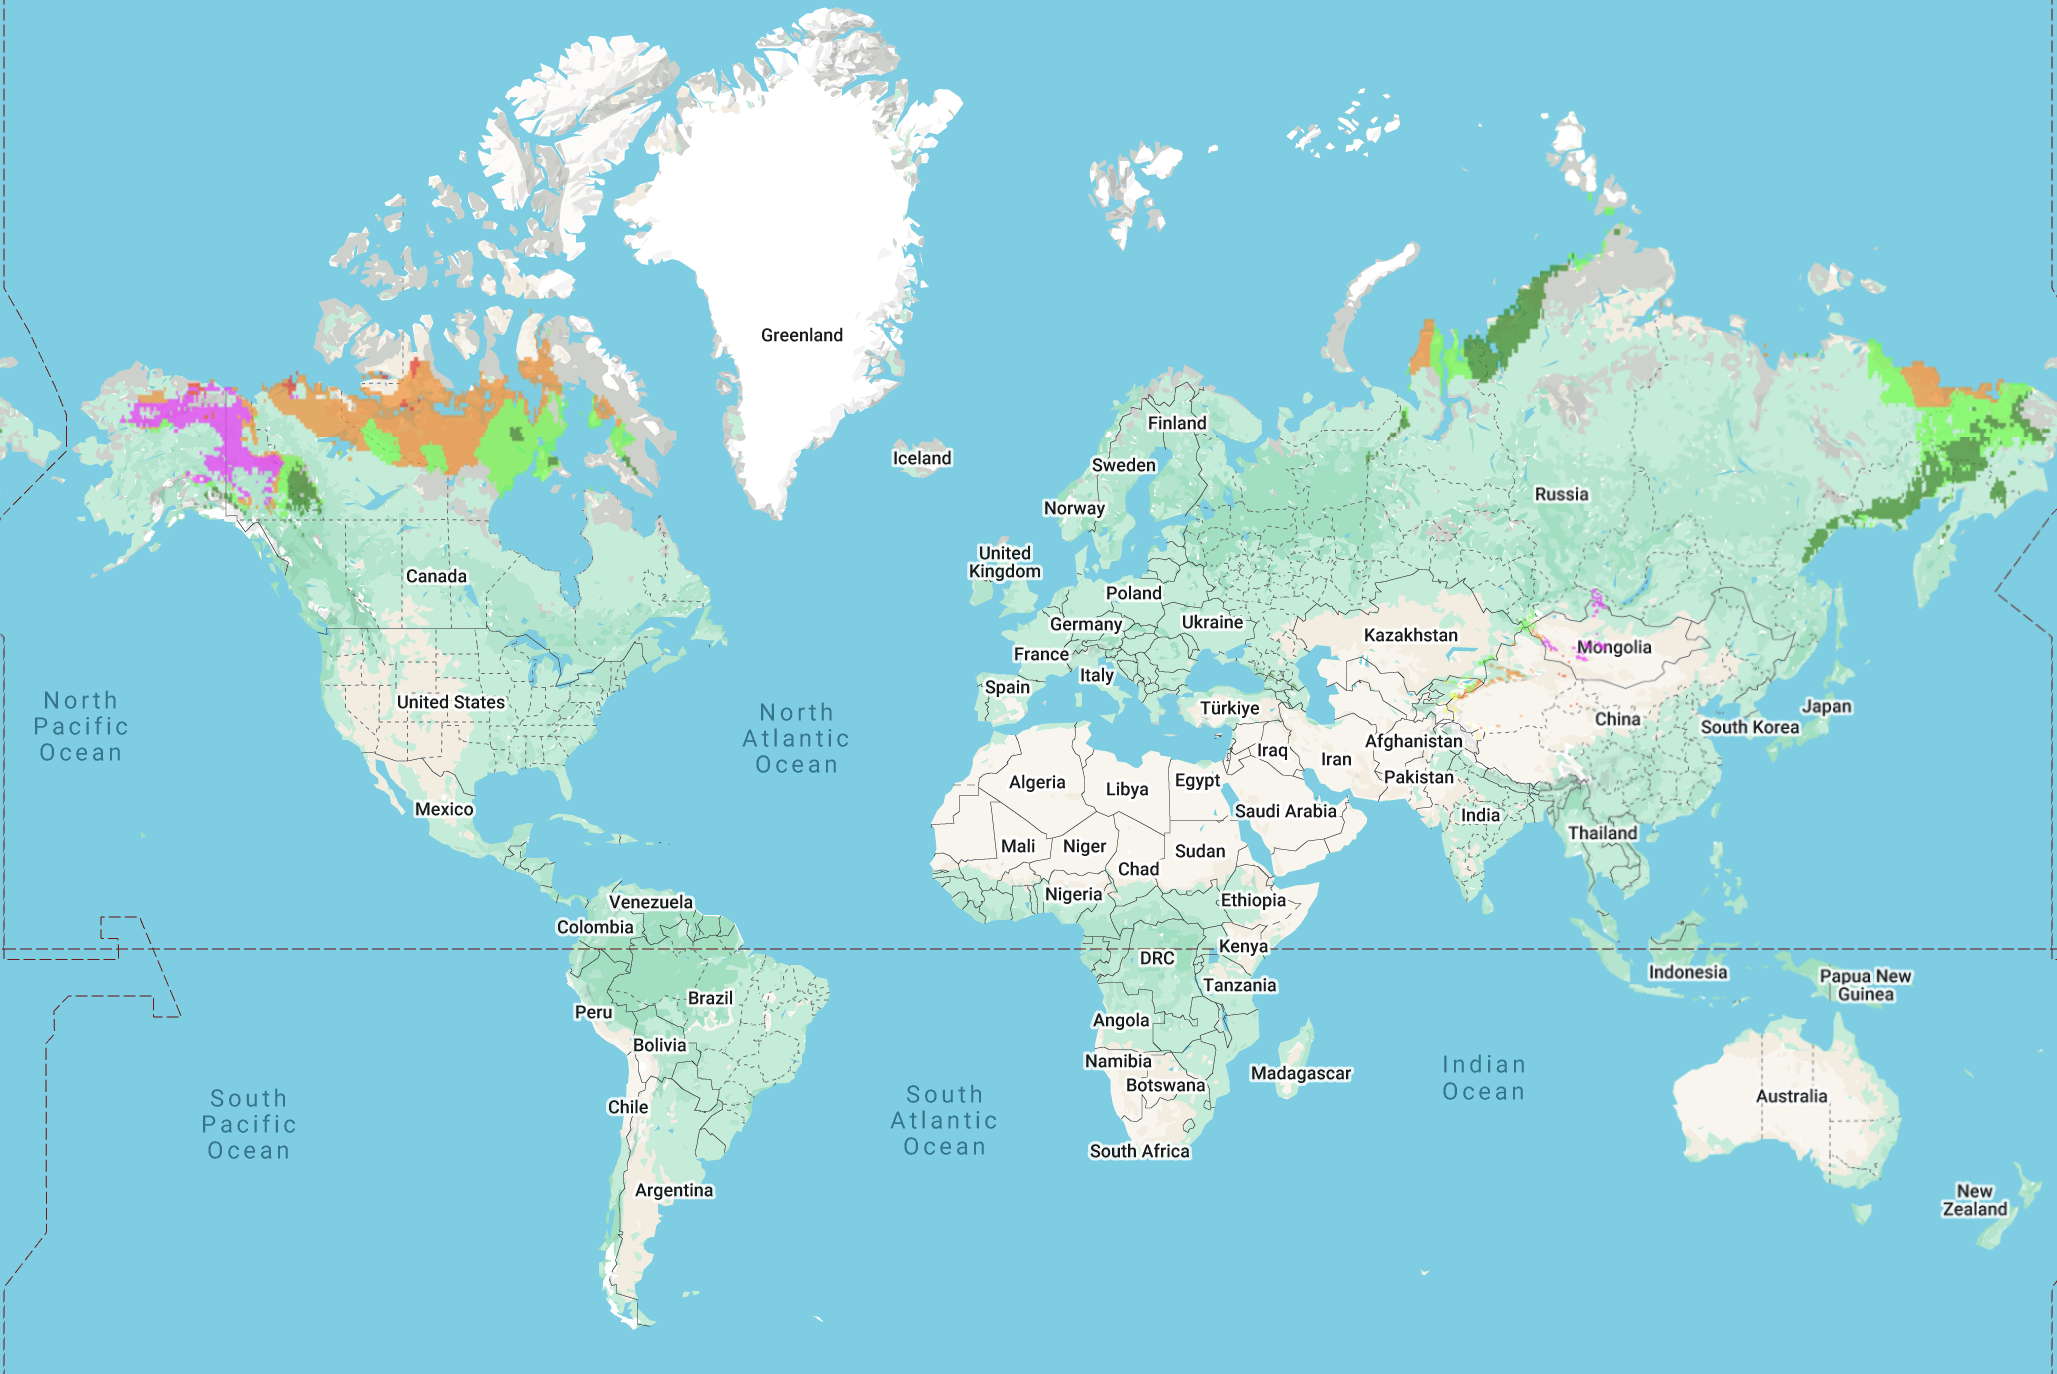 Greenland
Iceland
Finland
Sweden
Norway
Russia
United
Kingdom
Canada
Poland
Germany
Ukraine
Kazakhstan
Mongolia
France
Italy
Spain
United States
North
Pacific
Ocean
North
Atlantic
Ocean
Türkiye
China
Japan
South Korea
Iraq
Iran
Afghanistan
Pakistan
Algeria
Libya
Egypt
Mexico
Saudi Arabia
India
Thailand
Mali
Niger
Chad
Sudan
Nigeria
Ethiopia
Venezuela
Colombia
Kenya
DRC
Tanzania
Indonesia
Papua New
Guinea
Brazil
Peru
Angola
Bolivia
Namibia
Botswana
Madagascar
Indian
Ocean
Australia
South
Pacific
Ocean
Chile
South
Atlantic
Ocean
South Africa
Argentina
New
Zealand